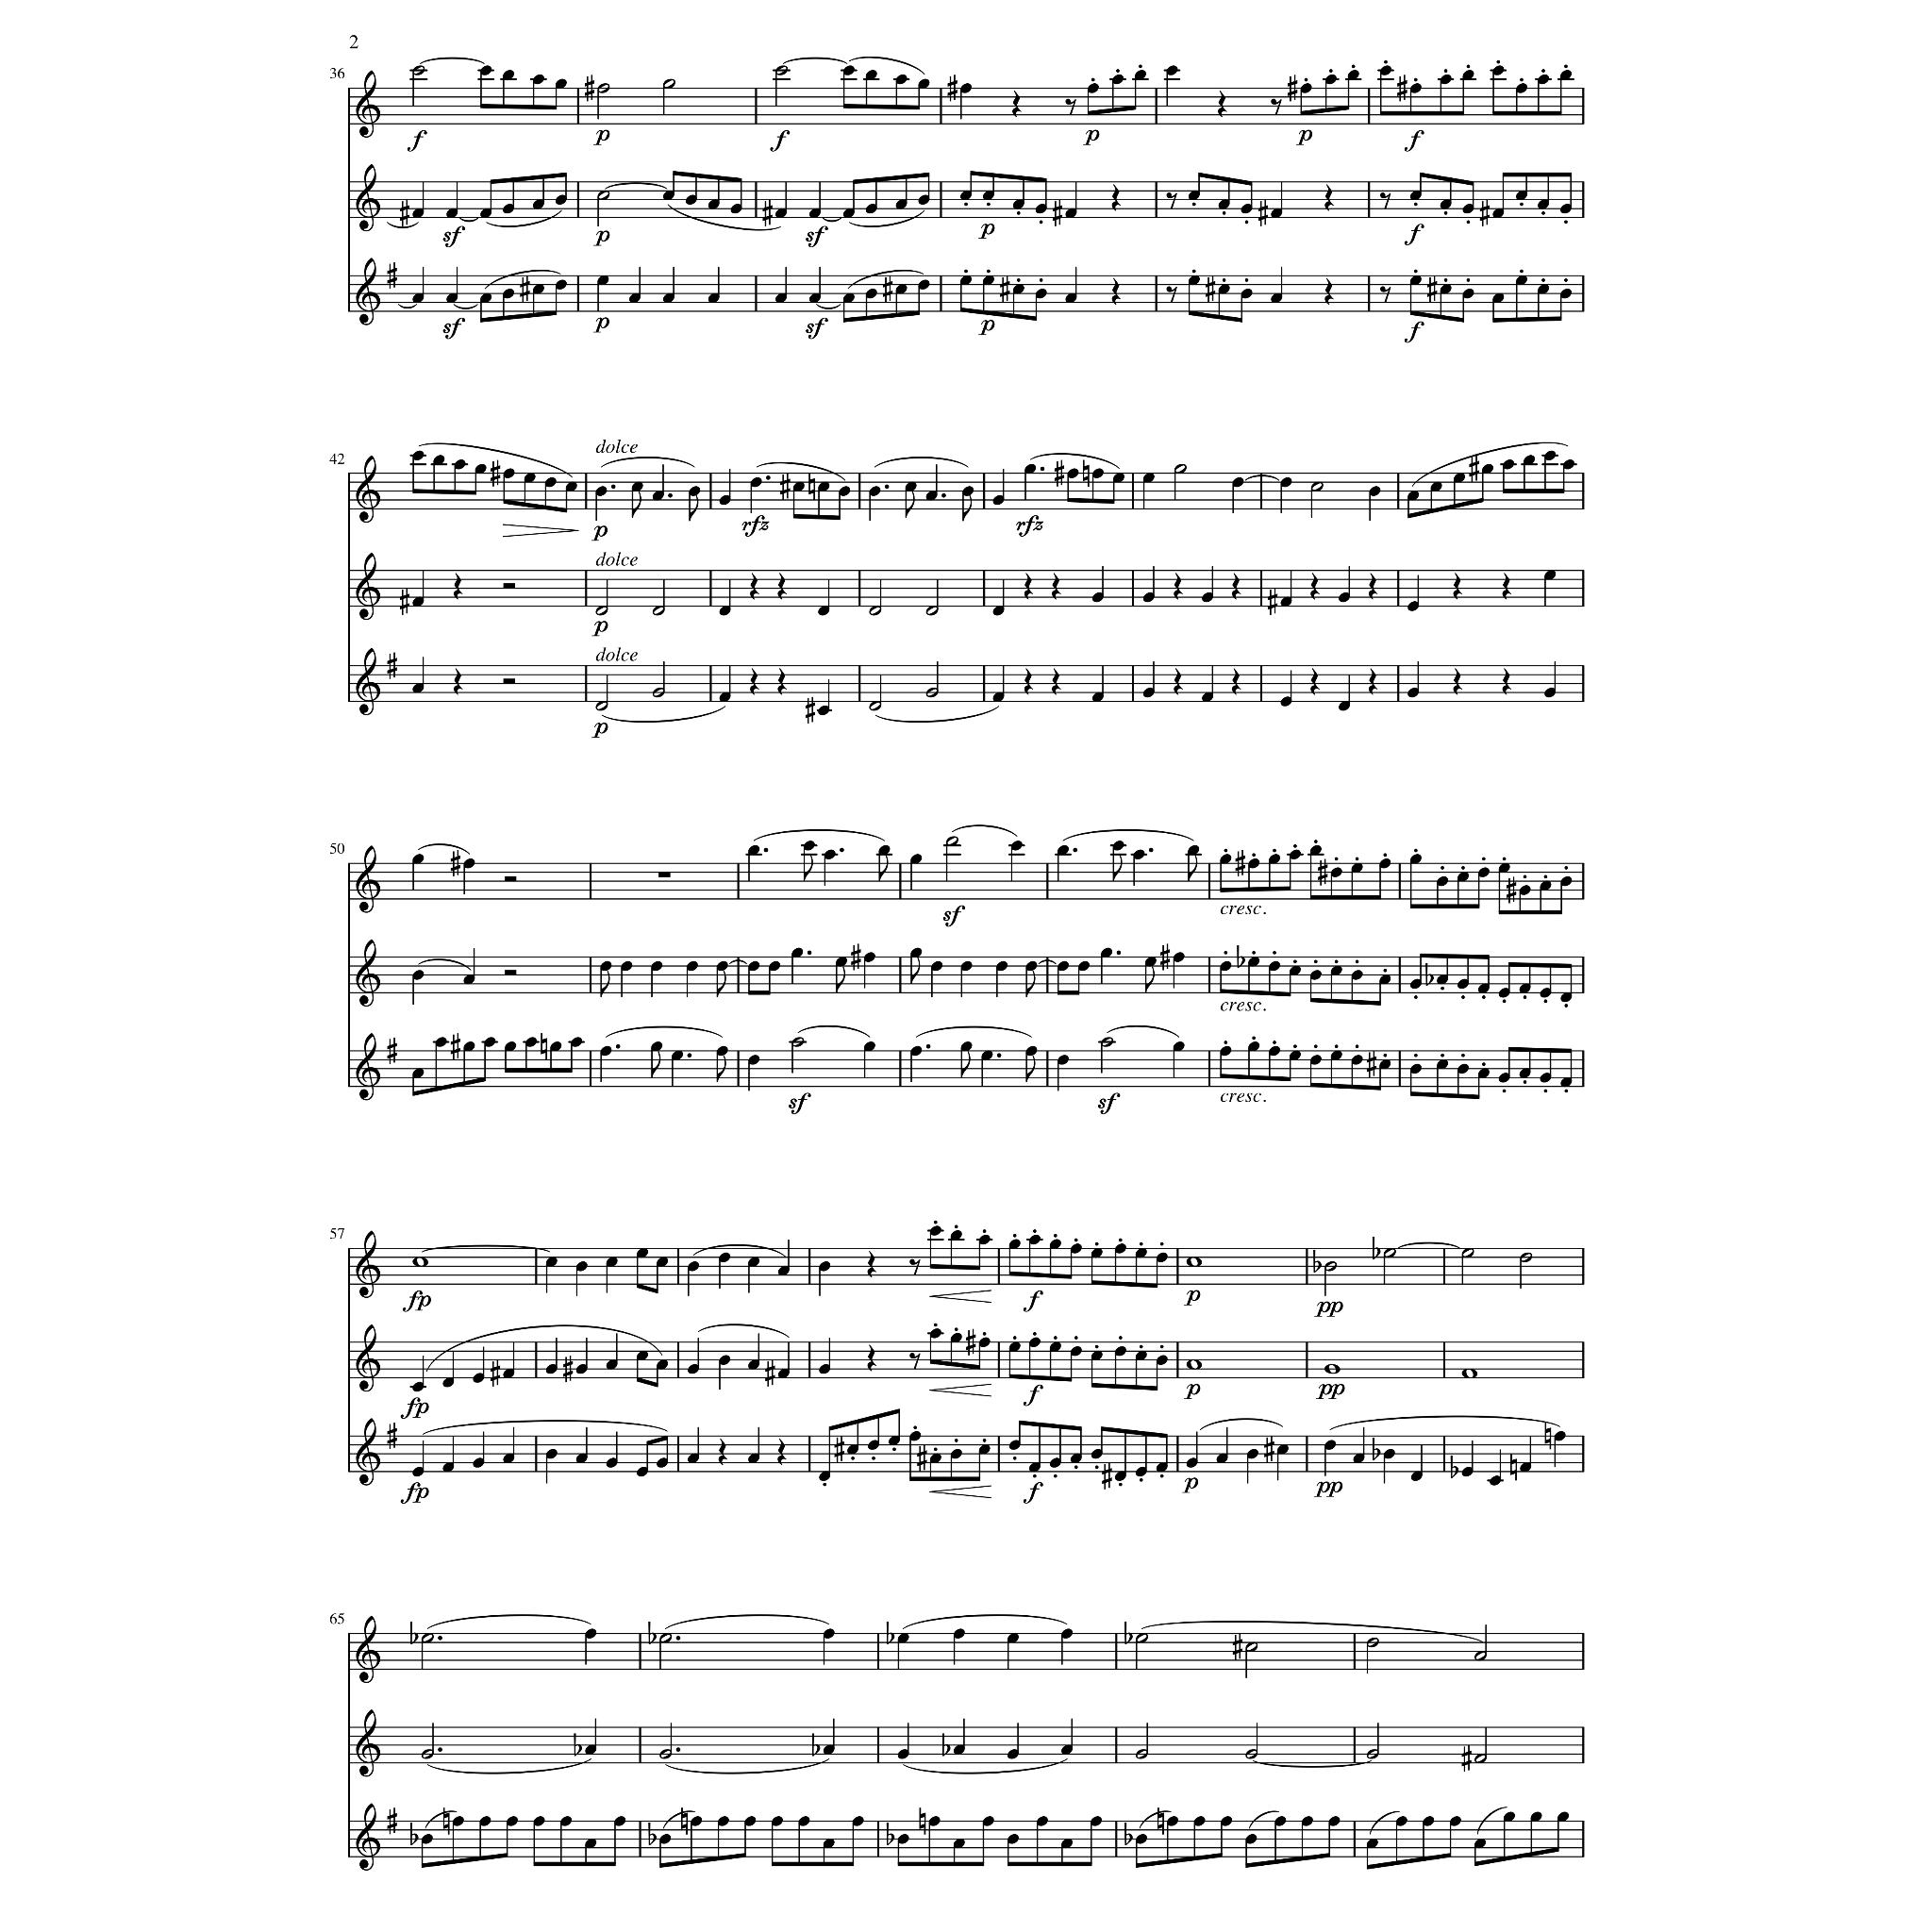 2
36
f p f p p f
sf p sf p f
sf p sf p f
42
dolce
p rfz rfz
dolce
p
dolce
p
50
sf cresc.
cresc.
sf sf cresc.
57
fp f p pp
fp f p pp
fp f p pp
65